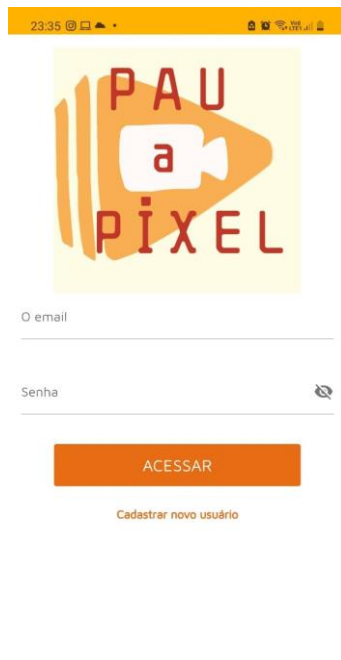 23:35
PAU
a
PIXEL
O email
Senha
ACESSAR
Cadastrar novo usuário